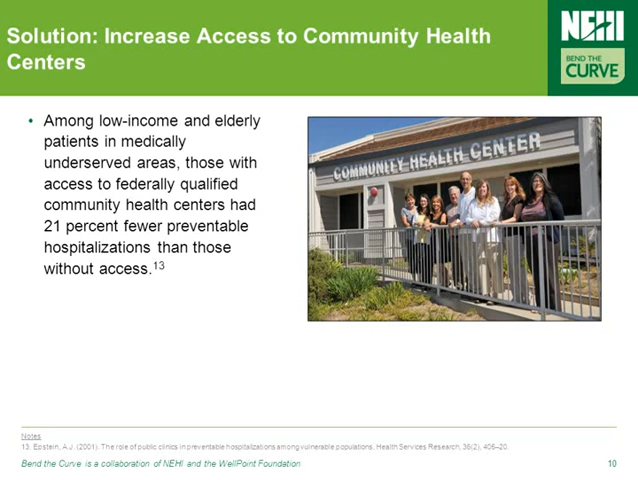 Solution: Increase Access to Community Health
Centers
NEHI
BEND THE
CURVE
• Among low-income and elderly
patients in medically
underserved areas, those with
access to federally qualified
community health centers had
21 percent fewer preventable
hospitalizations than those
without access.13
COMMUNITY HEALTH CENTER
Notes
13. Epstein, A.J. (2001). The role of public clinics in preventable hospitalizations among vulnerable populations. Health Services Research, 36(2), 405–20.
Bend the Curve is a collaboration of NEHI and the WellPoint Foundation
10